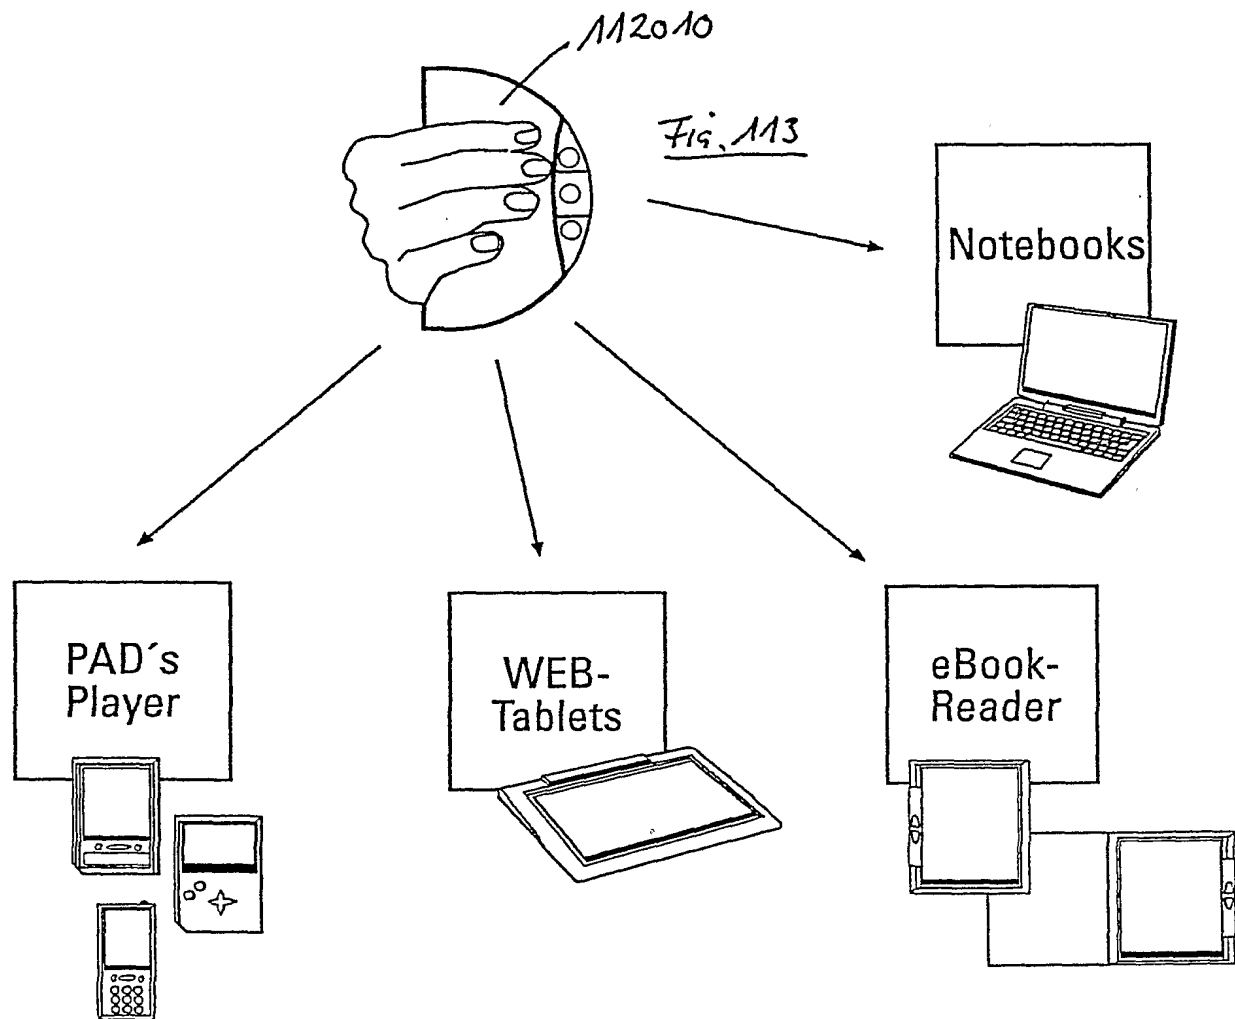 112010
Fig. 113
Notebooks
PAD´s
Player
WEB-
Tablets
eBook-
Reader